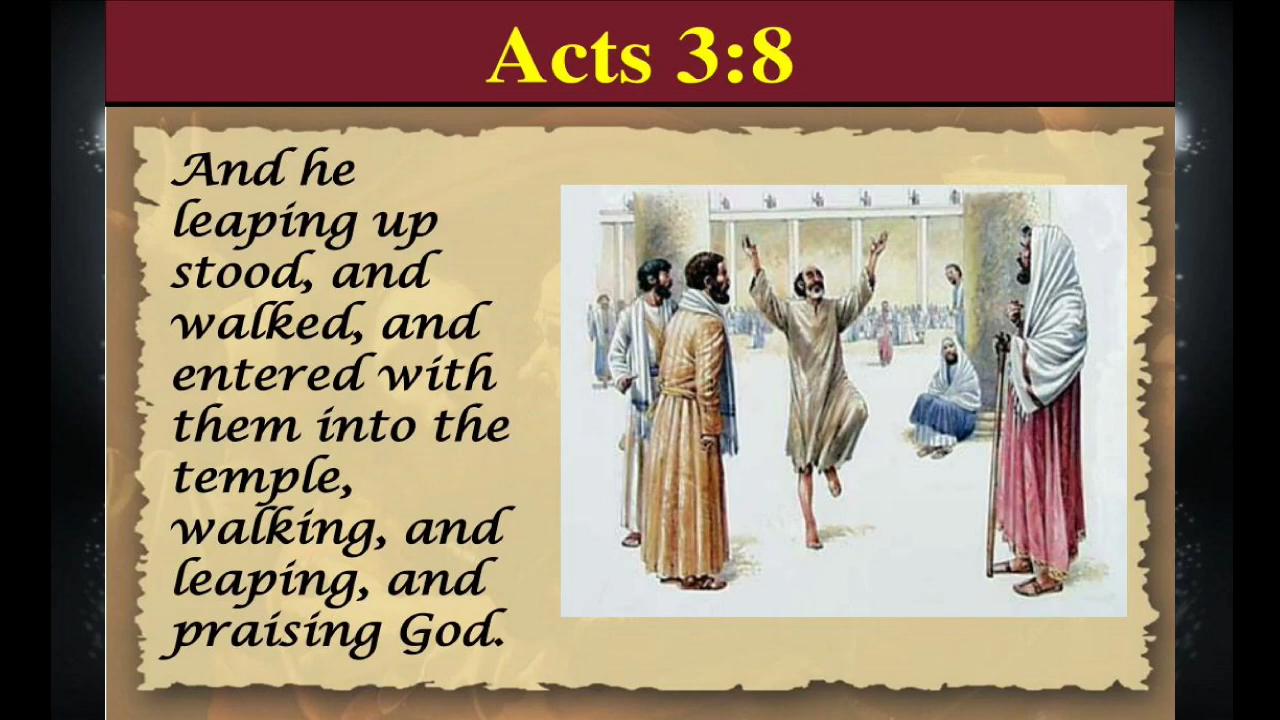 Acts 3:8
And he
leaping up
stood, and
walked, and
entered with
them into the
temple,
walking, and
leaping, and
praising God.